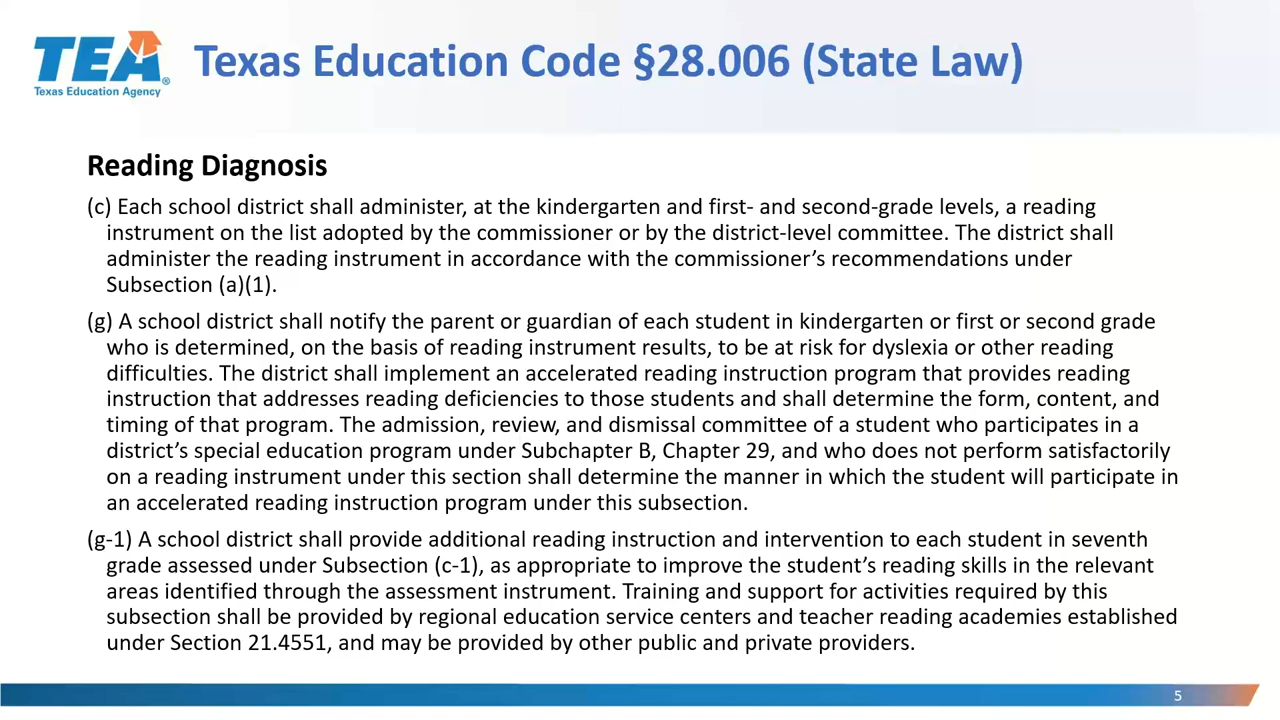 TEA®
Texas Education Agency
Texas Education Code §28.006 (State Law)
Reading Diagnosis
(c) Each school district shall administer, at the kindergarten and first- and second-grade levels, a reading
instrument on the list adopted by the commissioner or by the district-level committee. The district shall
administer the reading instrument in accordance with the commissioner’s recommendations under
Subsection (a)(1).
(g) A school district shall notify the parent or guardian of each student in kindergarten or first or second grade
who is determined, on the basis of reading instrument results, to be at risk for dyslexia or other reading
difficulties. The district shall implement an accelerated reading instruction program that provides reading
instruction that addresses reading deficiencies to those students and shall determine the form, content, and
timing of that program. The admission, review, and dismissal committee of a student who participates in a
district’s special education program under Subchapter B, Chapter 29, and who does not perform satisfactorily
on a reading instrument under this section shall determine the manner in which the student will participate in
an accelerated reading instruction program under this subsection.
(g-1) A school district shall provide additional reading instruction and intervention to each student in seventh
grade assessed under Subsection (c-1), as appropriate to improve the student’s reading skills in the relevant
areas identified through the assessment instrument. Training and support for activities required by this
subsection shall be provided by regional education service centers and teacher reading academies established
under Section 21.4551, and may be provided by other public and private providers.
5